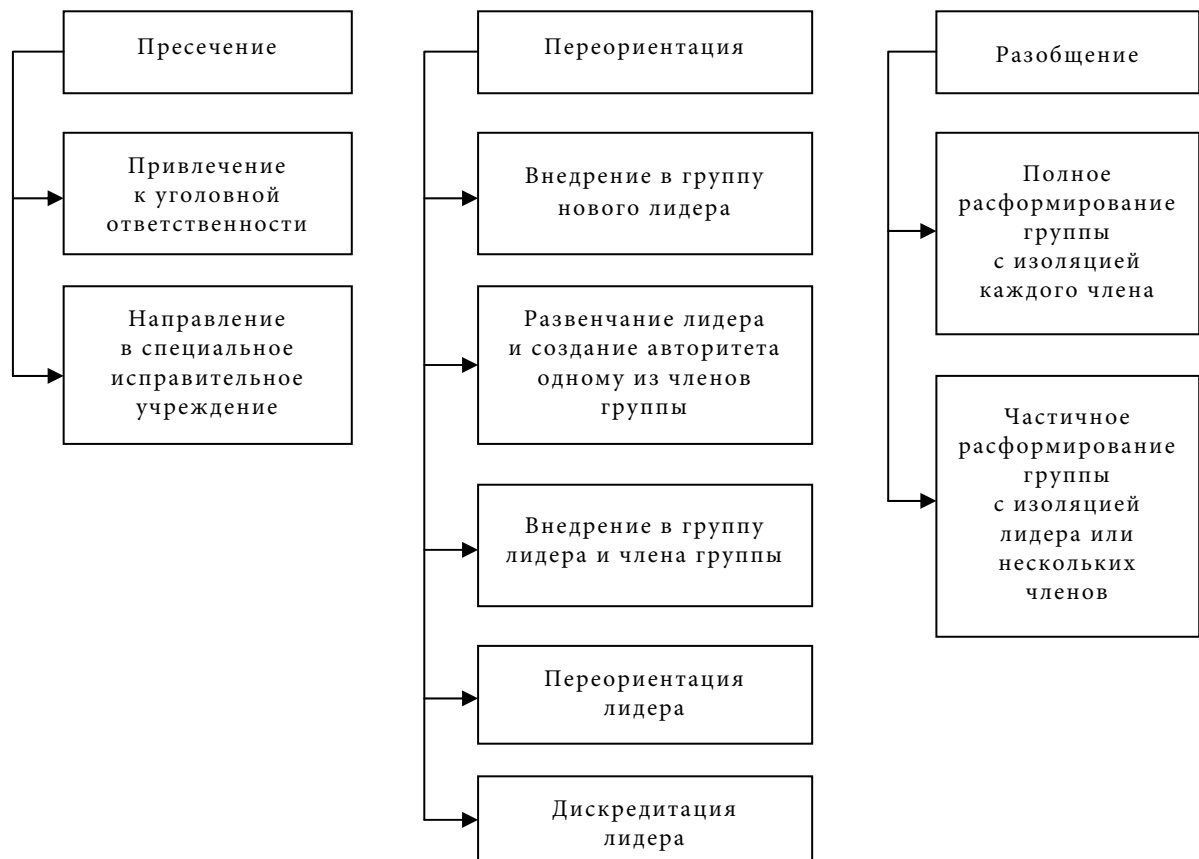 Пресечение
Привлечение
к уголовной
ответственности
Направление
в специальное
исправительное
учреждение
Переориентация
Внедрение в группу
нового лидера
Развенчание лидера
и создание авторитета
одному из членов
группы
Внедрение в группу
лидера и члена группы
Переориентация
лидера
Дискредитация
лидера
Разобщение
Полное
расформирование
группы
с изоляцией
каждого члена
Частичное
расформирование
группы
с изоляцией
лидера или
нескольких
членов